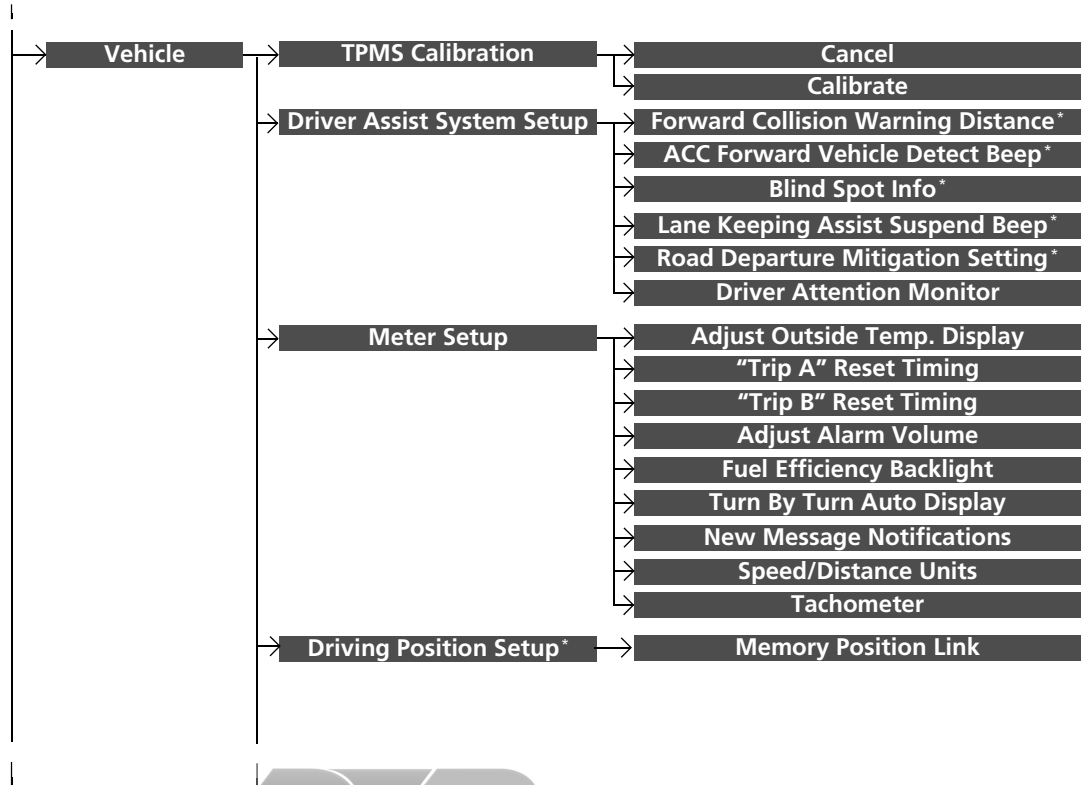 Vehicle
TPMS Calibration
Cancel
Calibrate
Driver Assist System Setup
Forward Collision Warning Distance*
ACC Forward Vehicle Detect Beep*
Blind Spot Info*
Lane Keeping Assist Suspend Beep*
Road Departure Mitigation Setting*
Driver Attention Monitor
Meter Setup
Adjust Outside Temp. Display
“Trip A” Reset Timing
“Trip B” Reset Timing
Adjust Alarm Volume
Fuel Efficiency Backlight
Turn By Turn Auto Display
New Message Notifications
Speed/Distance Units
Tachometer
Driving Position Setup*
Memory Position Link